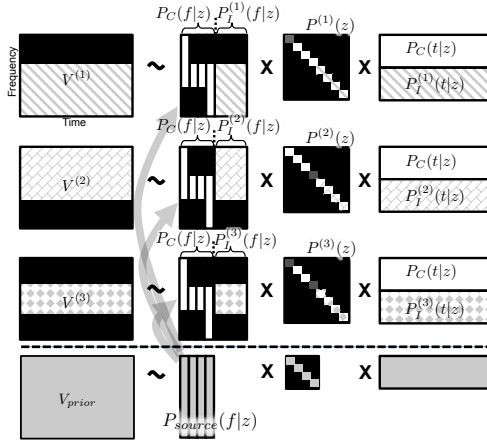 P_C(f|z) P_I^{(1)}(f|z) P^{(1)}(z)
Frequency
V^{(1)} ~ X X P_C(t|z)
P_I^{(1)}(t|z)
Time
P_C(f|z) P_I^{(2)}(f|z) P^{(2)}(z)
V^{(2)} ~ X X P_C(t|z)
P_I^{(2)}(t|z)
P_C(f|z) P_I^{(3)}(f|z) P^{(3)}(z)
V^{(3)} ~ X X P_C(t|z)
P_I^{(3)}(t|z)
V_{prior} ~ X X
P_{source}(f|z)